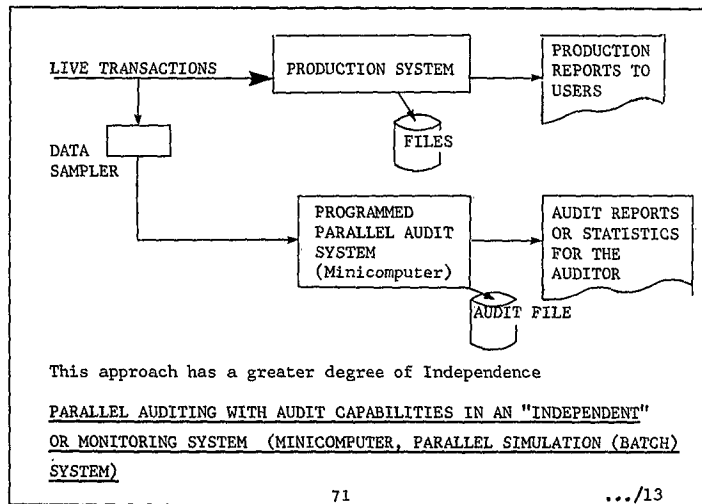 LIVE TRANSACTIONS
PRODUCTION SYSTEM
PRODUCTION
REPORTS TO
USERS
FILES
DATA
SAMPLER
PROGRAMMED
PARALLEL AUDIT
SYSTEM
(Minicomputer)
AUDIT REPORTS
OR STATISTICS
FOR THE
AUDITOR
AUDIT FILE
This approach has a greater degree of Independence
PARALLEL AUDITING WITH AUDIT CAPABILITIES IN AN "INDEPENDENT"
OR MONITORING SYSTEM (MINICOMPUTER, PARALLEL SIMULATION (BATCH)
SYSTEM)
71
.../13